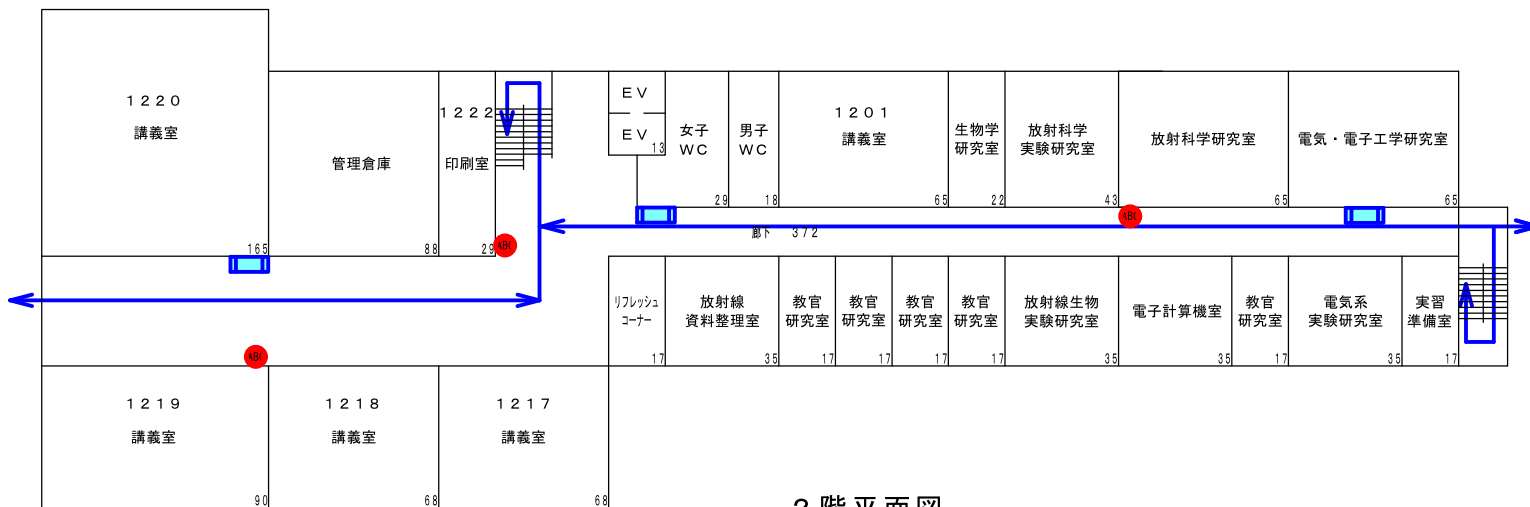 １２２０
講義室
165
管理倉庫
88
１２２２
印刷室
29
ＥＶ
ＥＶ
13
女子
ＷＣ
29
男子
ＷＣ
18
１２０１
講義室
65
生物学
研究室
22
放射科学
実験研究室
43
放射科学研究室
65
電気・電子工学研究室
65
ABC
ABC
廊下　372
リフレッシュ
コーナー
17
放射線
資料整理室
35
教官
研究室
17
教官
研究室
17
教官
研究室
17
教官
研究室
17
放射線生物
実験研究室
35
電子計算機室
35
教官
研究室
17
電気系
実験研究室
35
実習
準備室
17
ABC
１２１９
講義室
90
１２１８
講義室
68
１２１７
講義室
68
２階平面図